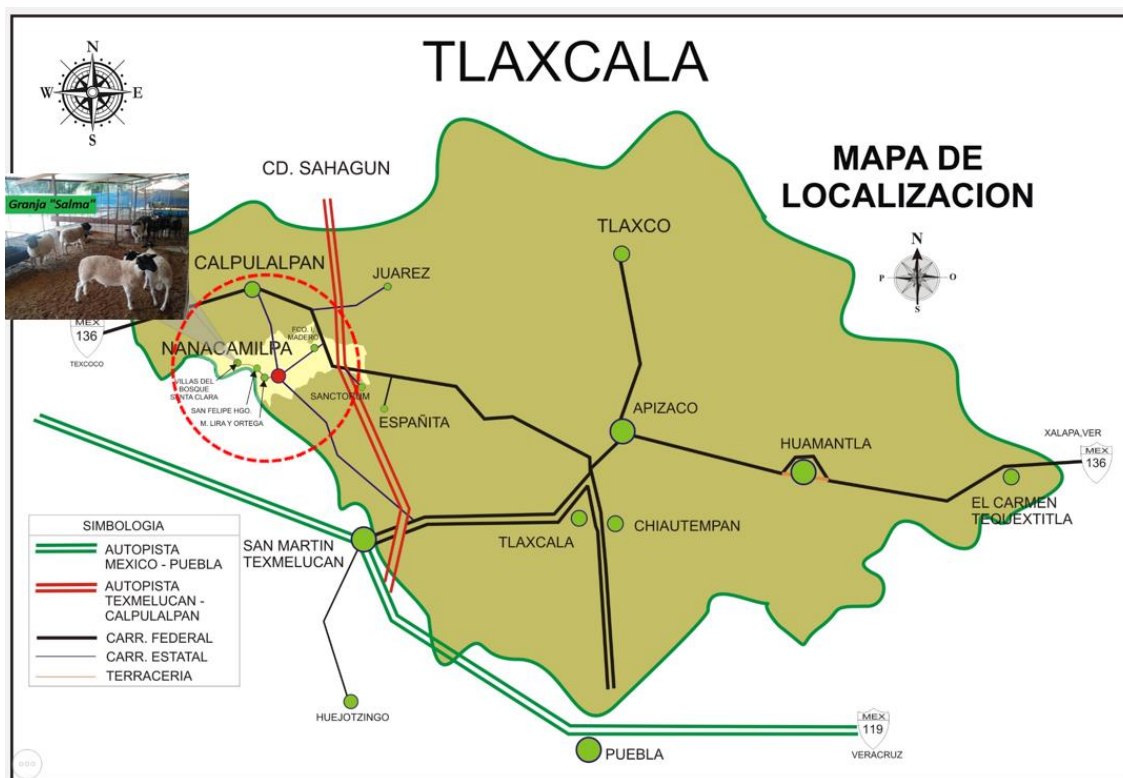 TLAXCALA
N
W
E
S
MAPA DE
LOCALIZACION
N
P
O
S
CD. SAHAGUN
Granja "Salma"
TLAXCO
CALPULALPAN
JUAREZ
MEX
136
TEXCOCO
NANACAMILPA
FCO. I.
MADERO
VILLAS DEL
BOSQUE
SANTA CLARA
SAN FELIPE HGO.
M. LIRA Y ORTEGA
SANCTORUM
ESPAÑITA
APIZACO
HUAMANTLA
XALAPA,VER
MEX
136
EL CARMEN
TEQUEXTITLA
TLAXCALA
CHIAUTEMPAN
SAN MARTIN
TEXMELUCAN
SIMBOLOGIA
AUTOPISTA
MEXICO - PUEBLA
AUTOPISTA
TEXMELUCAN -
CALPULALPAN
CARR. FEDERAL
CARR. ESTATAL
TERRACERIA
HUEJOTZINGO
PUEBLA
MEX
119
VERACRUZ